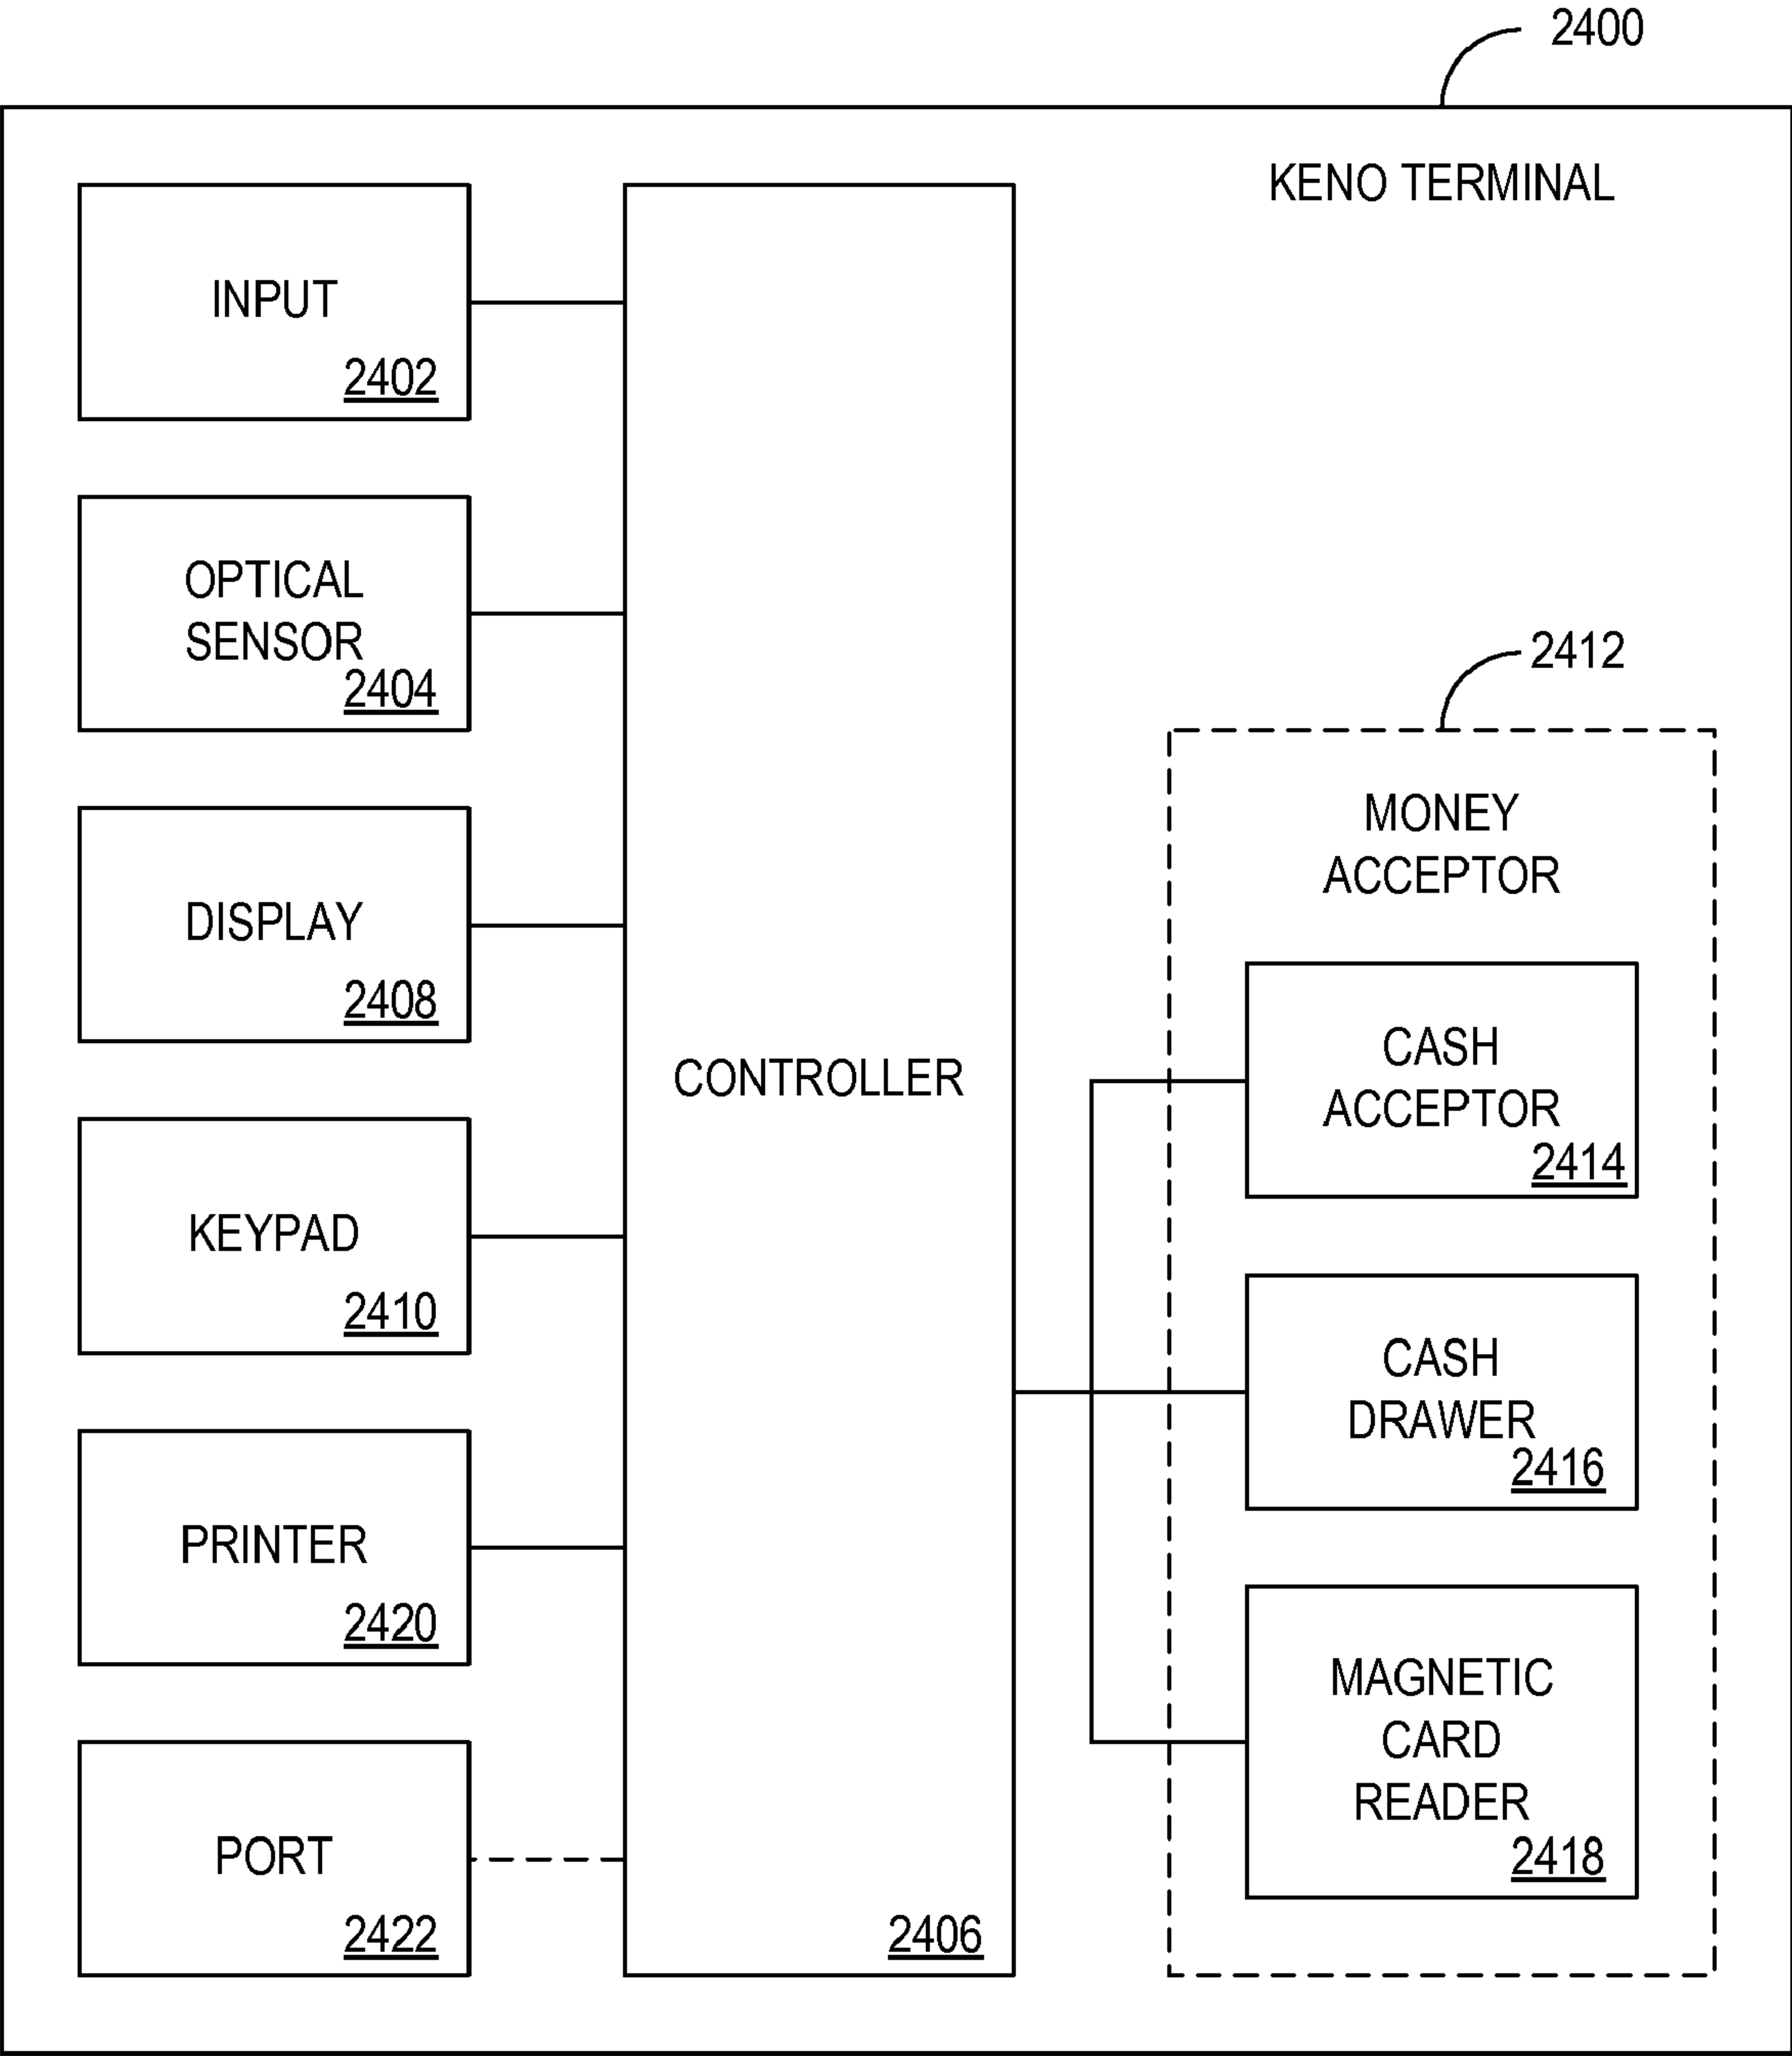 2400
KENO TERMINAL
INPUT
2402
OPTICAL
SENSOR
2404
DISPLAY
2408
KEYPAD
2410
PRINTER
2420
PORT
2422
CONTROLLER
2406
2412
MONEY
ACCEPTOR
CASH
ACCEPTOR
2414
CASH
DRAWER
2416
MAGNETIC
CARD
READER
2418